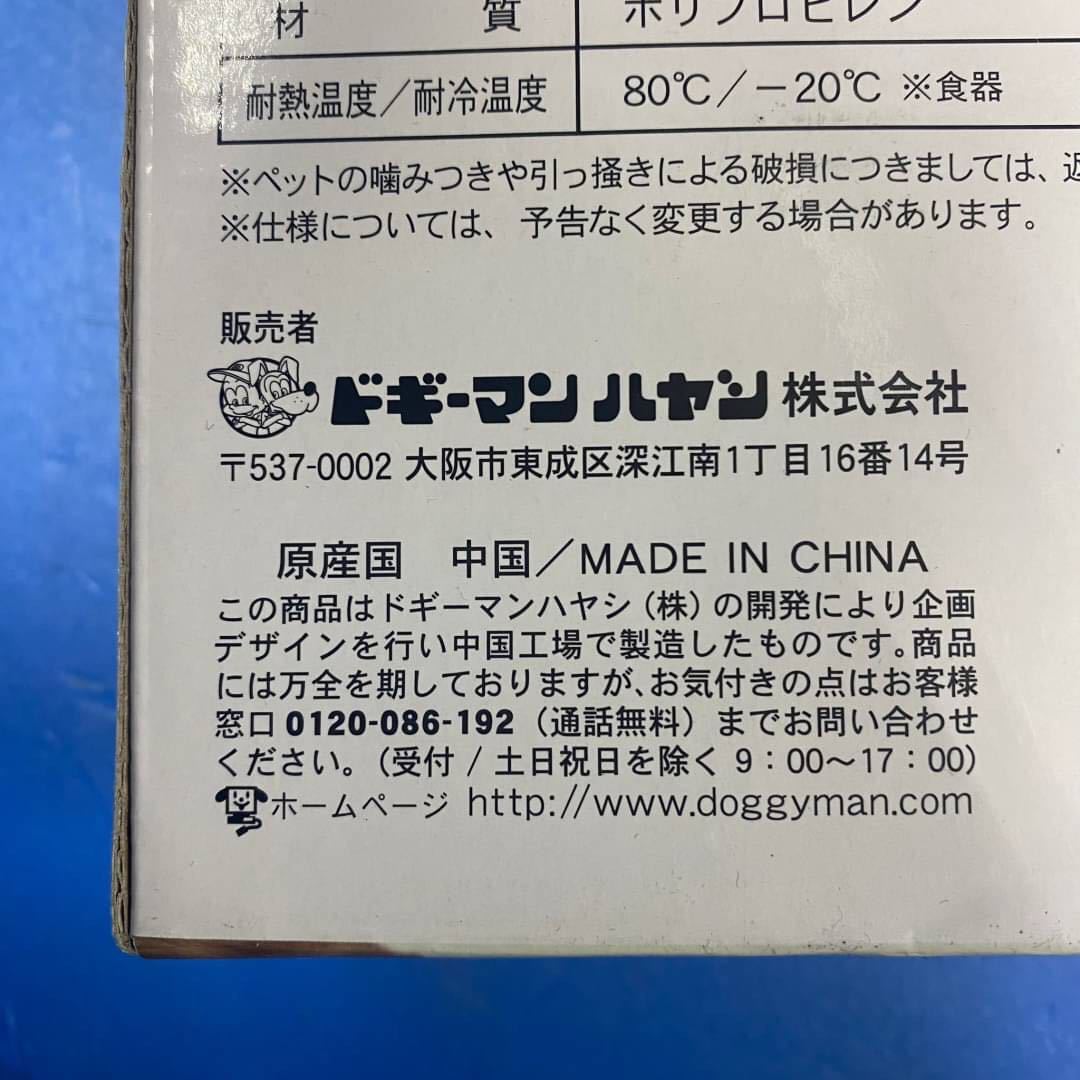 材 質 ポリプロピレン
耐熱温度／耐冷温度 80℃／−20℃ ※食器
※ペットの噛みつきや引っ掻きによる破損につきましては、返
※仕様については、予告なく変更する場合があります。
販売者
ドギーマン ハヤシ 株式会社
〒537-0002 大阪市東成区深江南1丁目16番14号
原産国 中国／MADE IN CHINA
この商品はドギーマンハヤシ(株)の開発により企画
デザインを行い中国工場で製造したものです。商品
には万全を期しておりますが、お気付きの点はお客様
窓口 0120-086-192（通話無料）までお問い合わせ
ください。(受付 / 土日祝日を除く 9：00〜17：00)
ホームページ http://www.doggyman.com